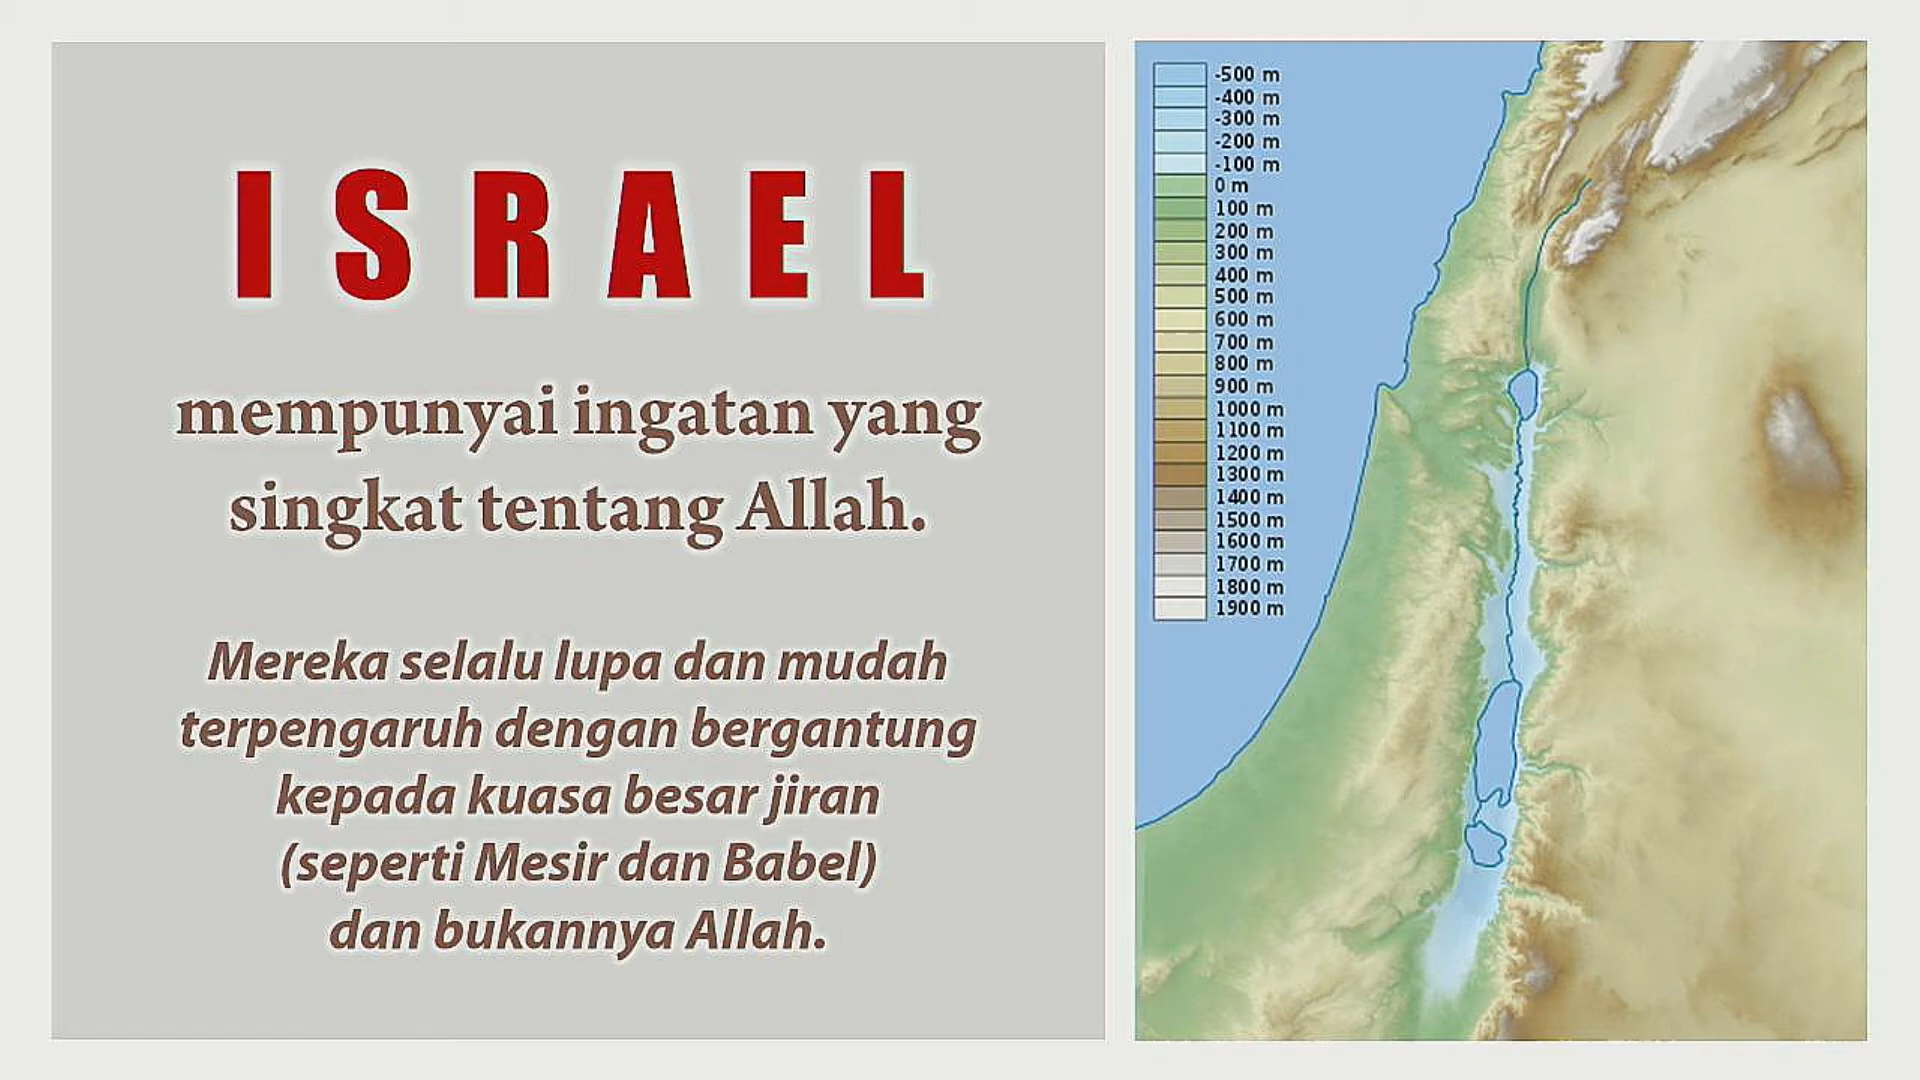 ISRAEL
mempunyai ingatan yang
singkat tentang Allah.
Mereka selalu lupa dan mudah
terpengaruh dengan bergantung
kepada kuasa besar jiran
(seperti Mesir dan Babel)
dan bukannya Allah.
-500 m
-400 m
-300 m
-200 m
-100 m
0 m
100 m
200 m
300 m
400 m
500 m
600 m
700 m
800 m
900 m
1000 m
1100 m
1200 m
1300 m
1400 m
1500 m
1600 m
1700 m
1800 m
1900 m